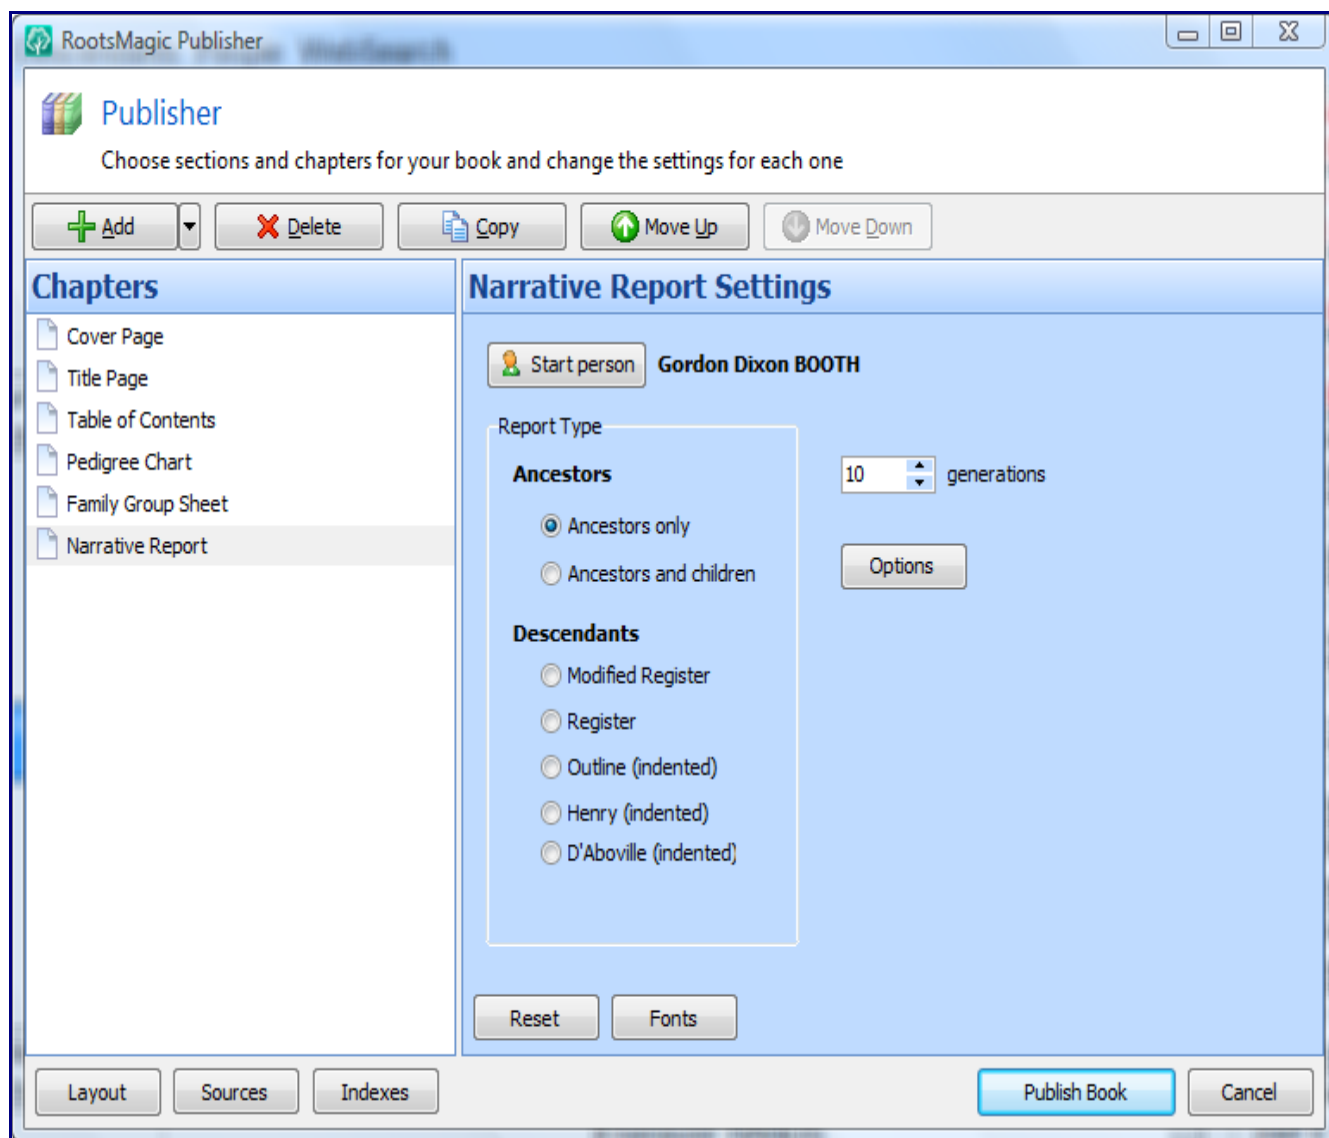 RootsMagic Publisher
Publisher
Choose sections and chapters for your book and change the settings for each one
Add Delete Copy Move Up Move Down
Chapters
Cover Page
Title Page
Table of Contents
Pedigree Chart
Family Group Sheet
Narrative Report
Narrative Report Settings
Start person Gordon Dixon BOOTH
Report Type
Ancestors
10 generations
Ancestors only
Ancestors and children
Options
Descendants
Modified Register
Register
Outline (indented)
Henry (indented)
D'Aboville (indented)
Reset Fonts
Layout Sources Indexes Publish Book Cancel